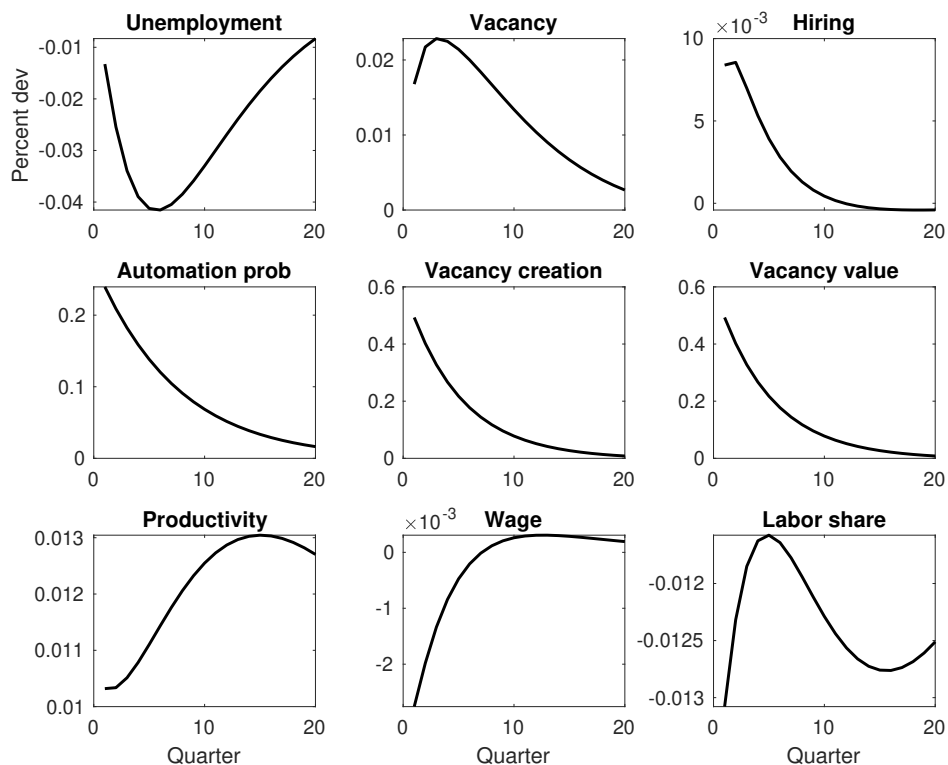 Unemployment
Percent dev
-0.01
-0.02
-0.03
-0.04
0 10 20
Vacancy
0.02
0.01
0
0 10 20
Hiring
×10⁻³
10
5
0
0 10 20
Automation prob
0.2
0.1
0
0 10 20
Vacancy creation
0.6
0.4
0.2
0
0 10 20
Vacancy value
0.6
0.4
0.2
0
0 10 20
Productivity
0.013
0.012
0.011
0.01
0 10 20
Quarter
Wage
×10⁻³
0
-1
-2
0 10 20
Quarter
Labor share
-0.012
-0.0125
-0.013
0 10 20
Quarter